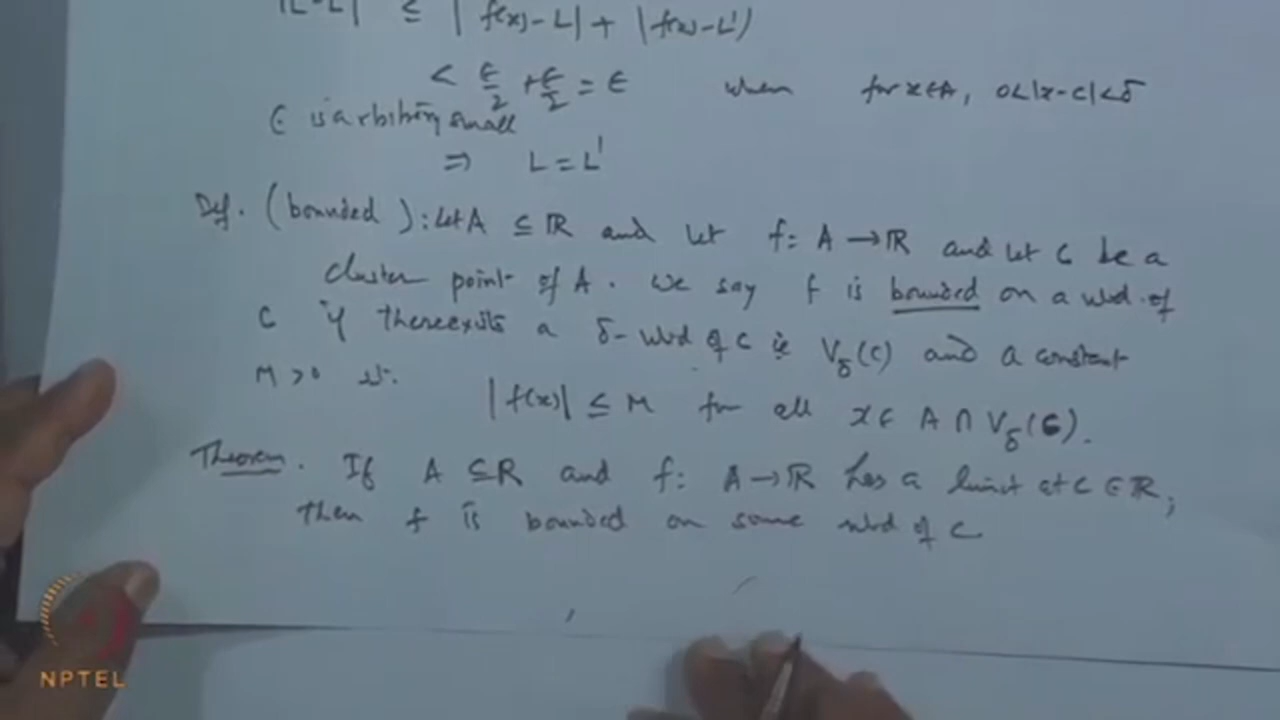 ≤ | f(x) - L | + | f(x) - L' |
< ε/2 + ε/2 = ε when for x ∈ A, 0 < |x - c| < δ
ε is arbitrary small
⇒ L = L'
Def. (bounded): Let A ⊆ ℝ and let f: A → ℝ and let c be a
cluster point of A. We say f is bounded on a nbd. of
c if there exists a δ-nbd of c ie V_δ(c) and a constant
M > 0 s.t.
| f(x) | ≤ M for all x ∈ A ∩ V_δ(c).
Theorem. If A ⊆ ℝ and f: A → ℝ has a limit at c ∈ ℝ,
then f is bounded on some nbd of c
NPTEL